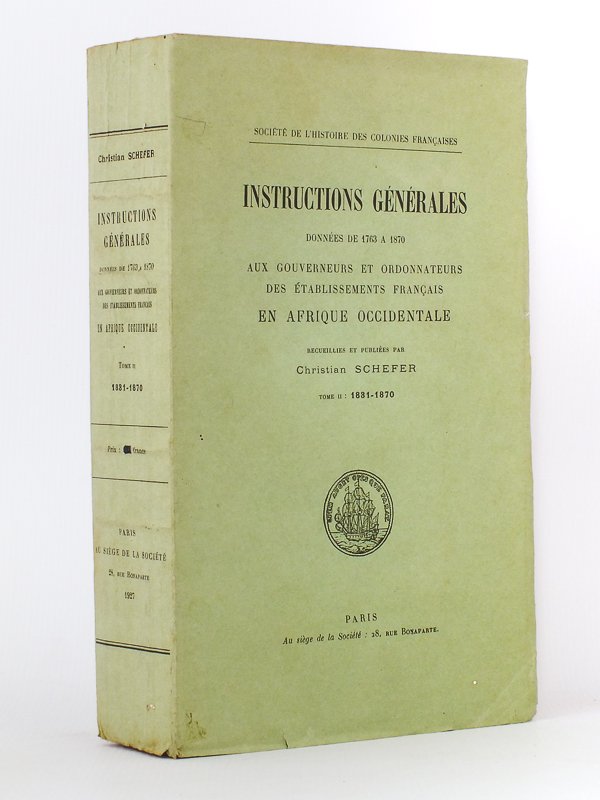 Christian SCHEFER
INSTRUCTIONS
GÉNÉRALES
DONNÉES DE 1763 A 1870
AUX GOUVERNEURS ET ORDONNATEURS
DES ÉTABLISSEMENTS FRANÇAIS
EN AFRIQUE OCCIDENTALE
TOME II
1831-1870
Prix : francs
PARIS
AU SIÈGE DE LA SOCIÉTÉ
28, RUE BONAPARTE
1927
SOCIÉTÉ DE L'HISTOIRE DES COLONIES FRANÇAISES
INSTRUCTIONS GÉNÉRALES
DONNÉES DE 1763 A 1870
AUX GOUVERNEURS ET ORDONNATEURS
DES ÉTABLISSEMENTS FRANÇAIS
EN AFRIQUE OCCIDENTALE
RECUEILLIES ET PUBLIÉES PAR
Christian SCHEFER
TOME II : 1831-1870
PARIS
Au siège de la Société : 28, RUE BONAPARTE.